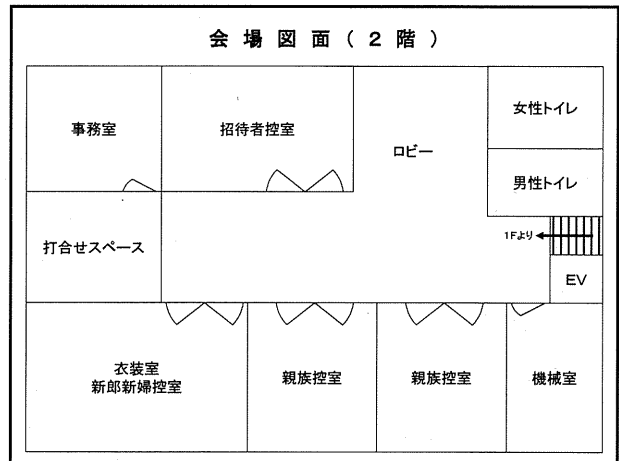 会場図面(2階)
事務室
招待者控室
ロビー
女性トイレ
男性トイレ
1Fより
打合せスペース
EV
衣装室
新郎新婦控室
親族控室
親族控室
機械室